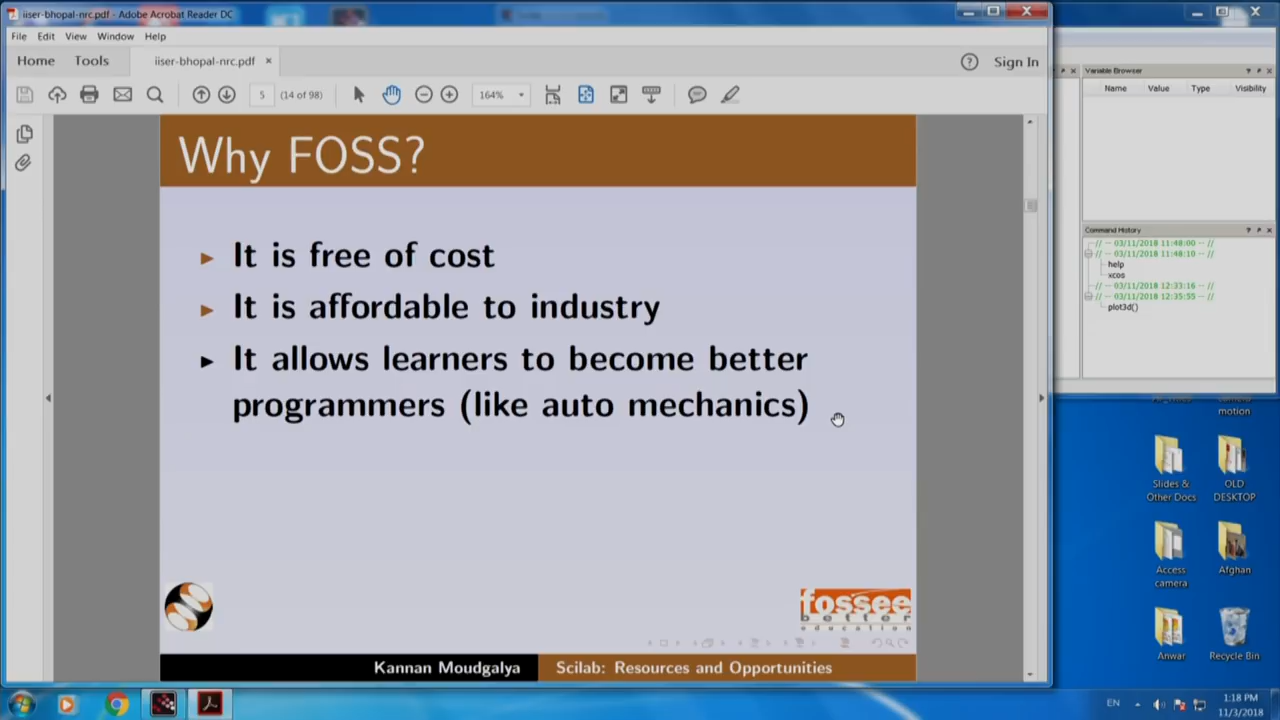 iiser-bhopal-nrc.pdf - Adobe Acrobat Reader DC
File Edit View Window Help
Home Tools iiser-bhopal-nrc.pdf × Sign In
5 (14 of 98) 164%
Why FOSS?
It is free of cost
It is affordable to industry
It allows learners to become better
programmers (like auto mechanics)
fossee
better
education
Kannan Moudgalya Scilab: Resources and Opportunities
Variable Browser
Name Value Type Visibility
Command History
// -- 03/11/2018 11:48:00 -- //
// -- 03/11/2018 11:48:10 -- //
help
xcos
// -- 03/11/2018 12:33:16 -- //
// -- 03/11/2018 12:35:55 -- //
plot3d()
motion
Slides &
Other Docs
OLD
DESKTOP
Access
camera
Afghan
Anwar
Recycle Bin
EN
1:18 PM
11/3/2018